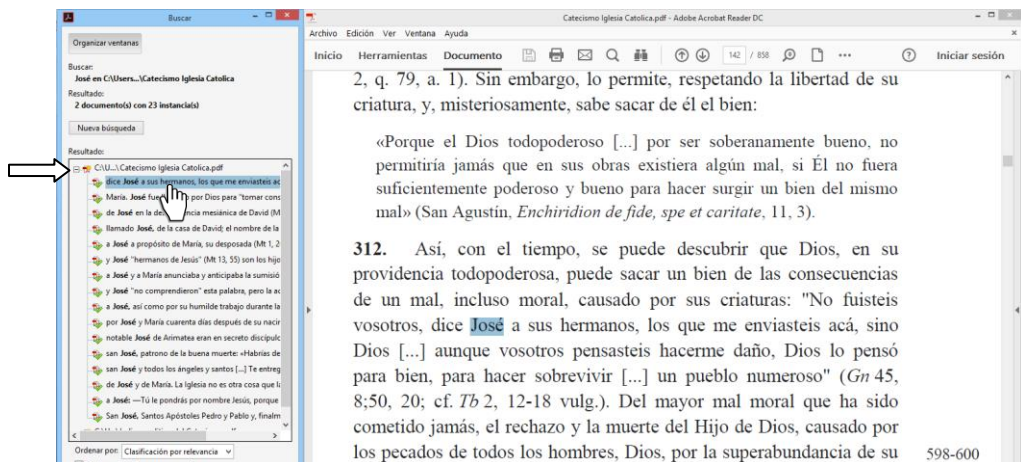 Buscar
Organizar ventanas
Buscar:
José en C:\Users...\Catecismo Iglesia Catolica
Resultado:
2 documento(s) con 23 instancia(s)
Nueva búsqueda
Resultado:
C:\U...\Catecismo Iglesia Catolica.pdf
dice José a sus hermanos, los que me enviasteis ac
María. José fue por Dios para "tomar cons
de José en la descendencia mesiánica de David (M
llamado José, de la casa de David; el nombre de la
a José a propósito de María, su desposada (Mt 1, 2
y José "hermanos de Jesús" (Mt 13, 55) son los hijo
a José y a María anunciaba y anticipaba la sumisió
y José "no comprendieron" esta palabra, pero la ac
a José, así como por su humilde trabajo durante la
por José y María cuarenta días después de su nacir
notable José de Arimatea eran en secreto discípulc
san José, patrono de la buena muerte: «Habrías de
san José y todos los ángeles y santos [...] Te entreg
de José y de María. La Iglesia no es otra cosa que la
a José: —Tú le pondrás por nombre Jesús, porque
San José, Santos Apóstoles Pedro y Pablo y, finalm
Ordenar por: Clasificación por relevancia
Catecismo Iglesia Catolica.pdf - Adobe Acrobat Reader DC
Archivo Edición Ver Ventana Ayuda
Inicio Herramientas Documento 142 / 858 Iniciar sesión
2, q. 79, a. 1). Sin embargo, lo permite, respetando la libertad de su
criatura, y, misteriosamente, sabe sacar de él el bien:
«Porque el Dios todopoderoso [...] por ser soberanamente bueno, no
permitiría jamás que en sus obras existiera algún mal, si Él no fuera
suficientemente poderoso y bueno para hacer surgir un bien del mismo
mal» (San Agustín, Enchiridion de fide, spe et caritate, 11, 3).
312. Así, con el tiempo, se puede descubrir que Dios, en su
providencia todopoderosa, puede sacar un bien de las consecuencias
de un mal, incluso moral, causado por sus criaturas: "No fuisteis
vosotros, dice José a sus hermanos, los que me enviasteis acá, sino
Dios [...] aunque vosotros pensasteis hacerme daño, Dios lo pensó
para bien, para hacer sobrevivir [...] un pueblo numeroso" (Gn 45,
8;50, 20; cf. Tb 2, 12-18 vulg.). Del mayor mal moral que ha sido
cometido jamás, el rechazo y la muerte del Hijo de Dios, causado por
los pecados de todos los hombres, Dios, por la superabundancia de su
598-600